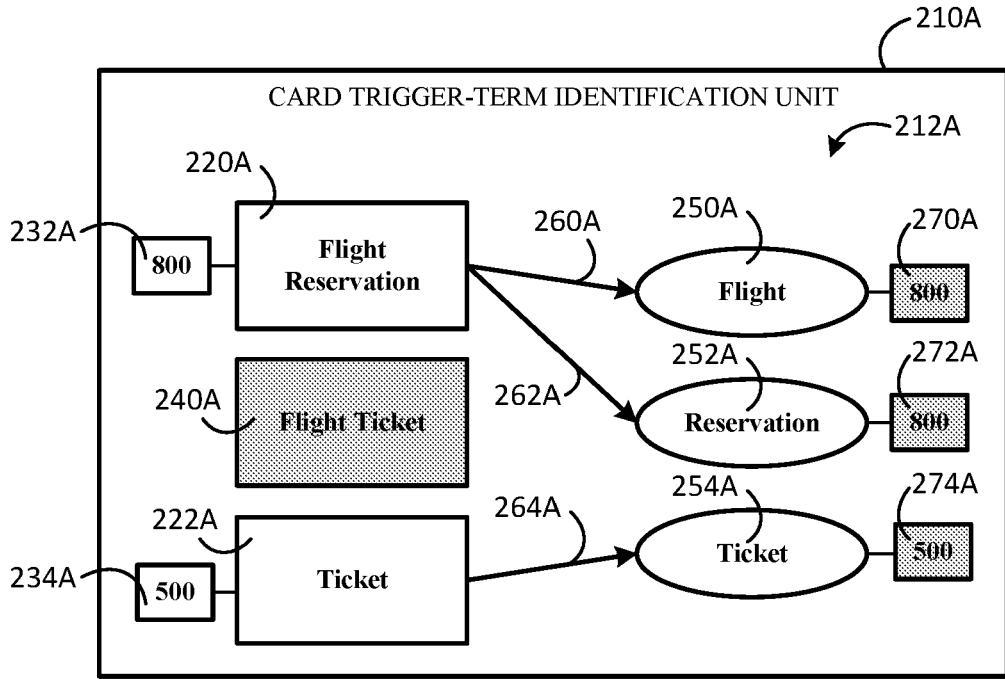 210A
CARD TRIGGER-TERM IDENTIFICATION UNIT
212A
220A
232A
800
Flight
Reservation
260A
250A
Flight
270A
800
240A
Flight Ticket
262A
252A
Reservation
272A
800
222A
234A
500
Ticket
264A
254A
Ticket
274A
500